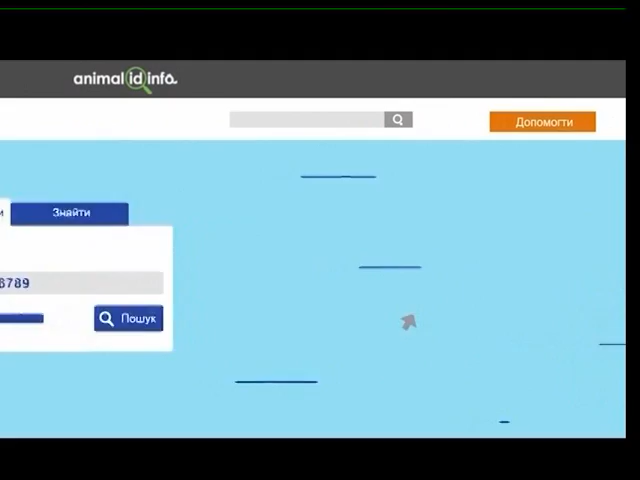 animal id info.
Допомогти
и
Знайти
6789
Пошук